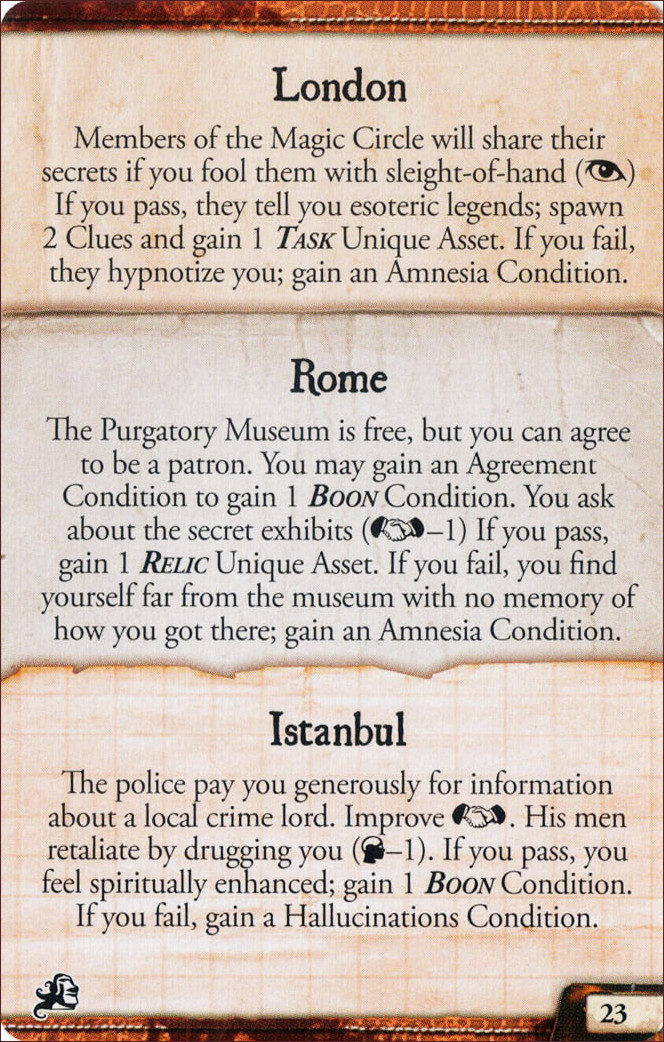 London
Members of the Magic Circle will share their
secrets if you fool them with sleight-of-hand ( )
If you pass, they tell you esoteric legends; spawn
2 Clues and gain 1 TASK Unique Asset. If you fail,
they hypnotize you; gain an Amnesia Condition.
Rome
The Purgatory Museum is free, but you can agree
to be a patron. You may gain an Agreement
Condition to gain 1 BOON Condition. You ask
about the secret exhibits ( –1) If you pass,
gain 1 RELIC Unique Asset. If you fail, you find
yourself far from the museum with no memory of
how you got there; gain an Amnesia Condition.
Istanbul
The police pay you generously for information
about a local crime lord. Improve . His men
retaliate by drugging you ( –1). If you pass, you
feel spiritually enhanced; gain 1 BOON Condition.
If you fail, gain a Hallucinations Condition.
23